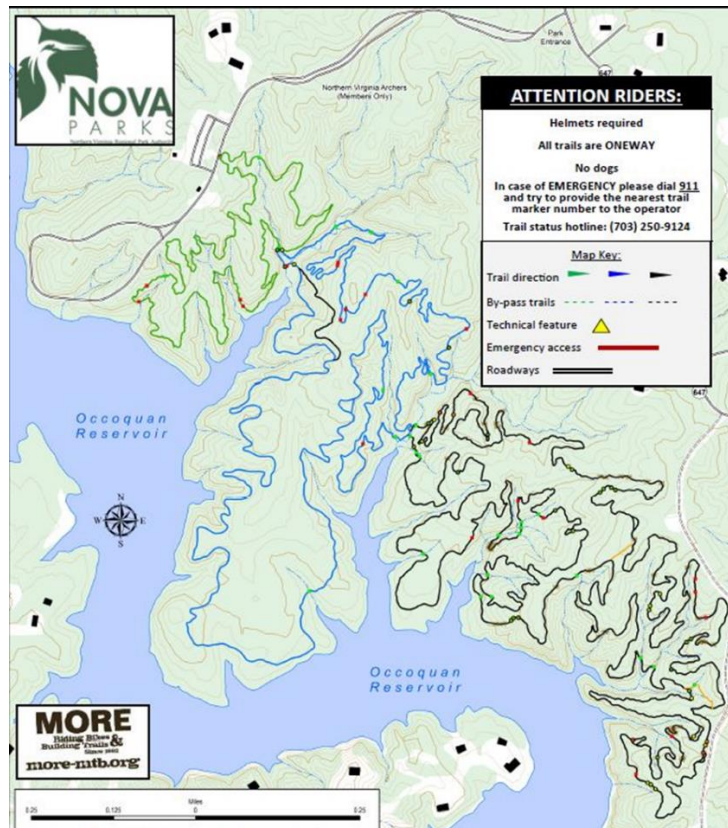 NOVA
PARKS
Northern Virginia Regional Park Authority
Park
Entrance
647
Northern Virginia Archers
(Members Only)
ATTENTION RIDERS:
Helmets required
All trails are ONEWAY
No dogs
In case of EMERGENCY please dial 911
and try to provide the nearest trail
marker number to the operator
Trail status hotline: (703) 250-9124
Map Key:
Trail direction
By-pass trails
Technical feature
Emergency access
Roadways
647
Occoquan
Reservoir
N
W E
S
Occoquan
Reservoir
MORE
Riding Bikes
& Building Trails
Since 1992
more-mtb.org
Miles
0.25 0.125 0 0.25